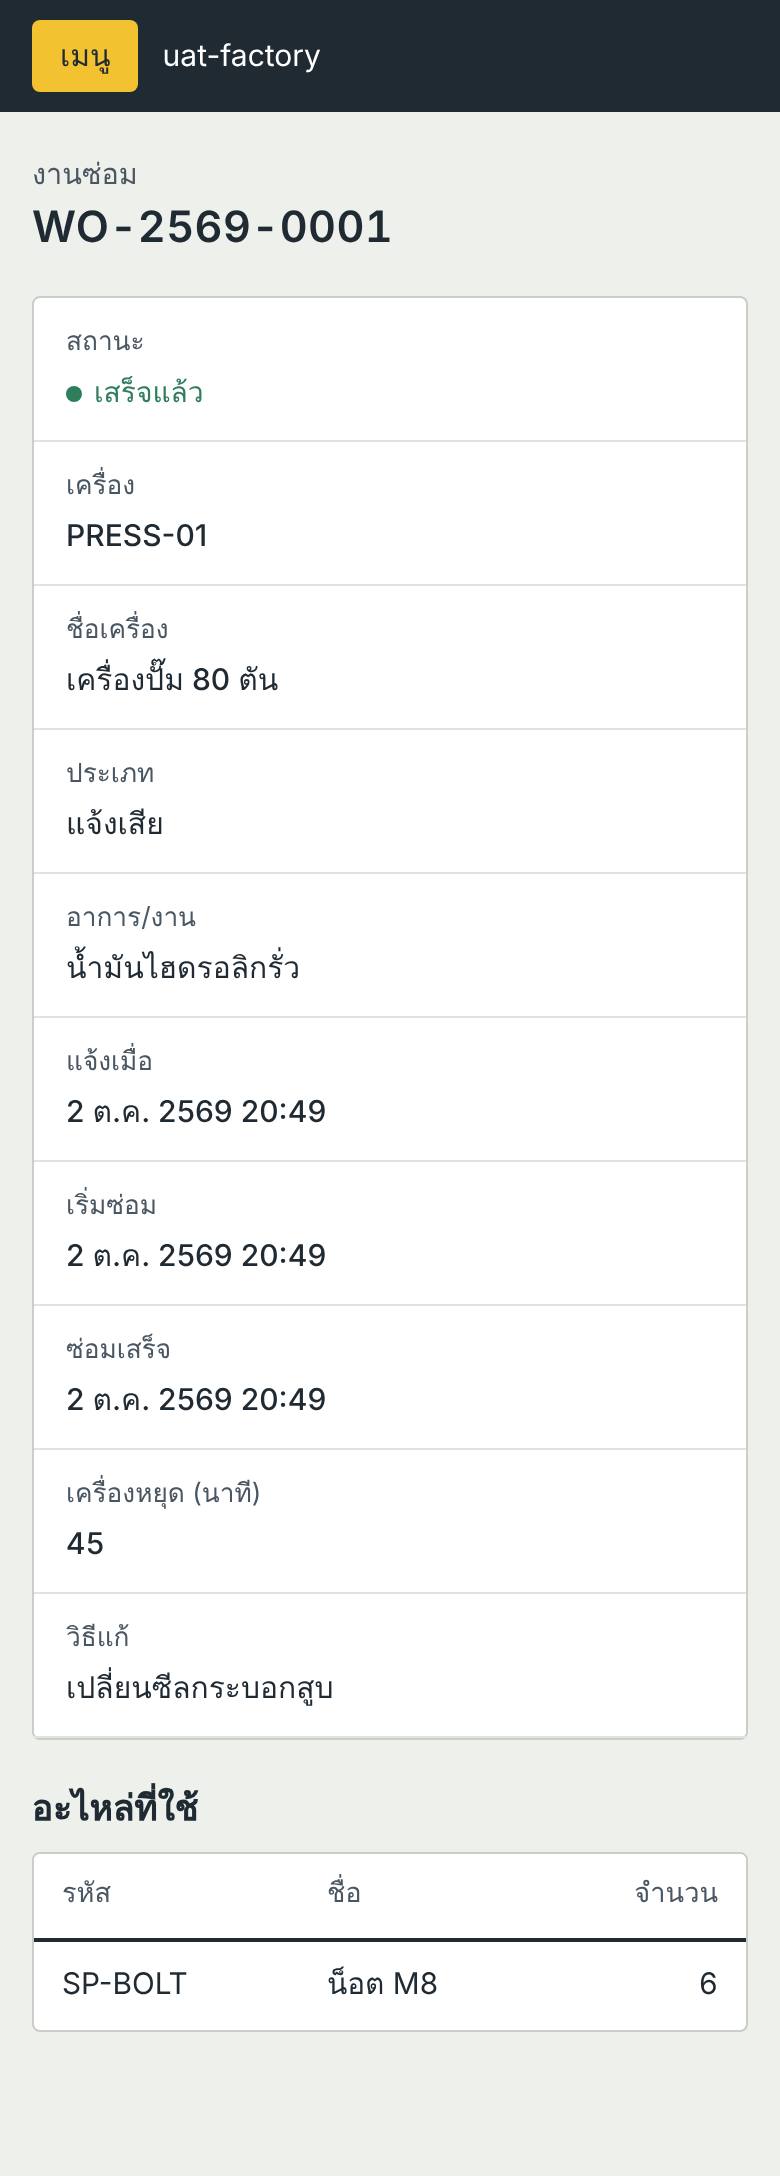 เมนู uat-factory
งานซ่อม
WO-2569-0001
สถานะ
เสร็จแล้ว
เครื่อง
PRESS-01
ชื่อเครื่อง
เครื่องปั๊ม 80 ตัน
ประเภท
แจ้งเสีย
อาการ/งาน
น้ำมันไฮดรอลิกรั่ว
แจ้งเมื่อ
2 ต.ค. 2569 20:49
เริ่มซ่อม
2 ต.ค. 2569 20:49
ซ่อมเสร็จ
2 ต.ค. 2569 20:49
เครื่องหยุด (นาที)
45
วิธีแก้
เปลี่ยนซีลกระบอกสูบ
อะไหล่ที่ใช้
รหัส ชื่อ จำนวน
SP-BOLT น็อต M8 6